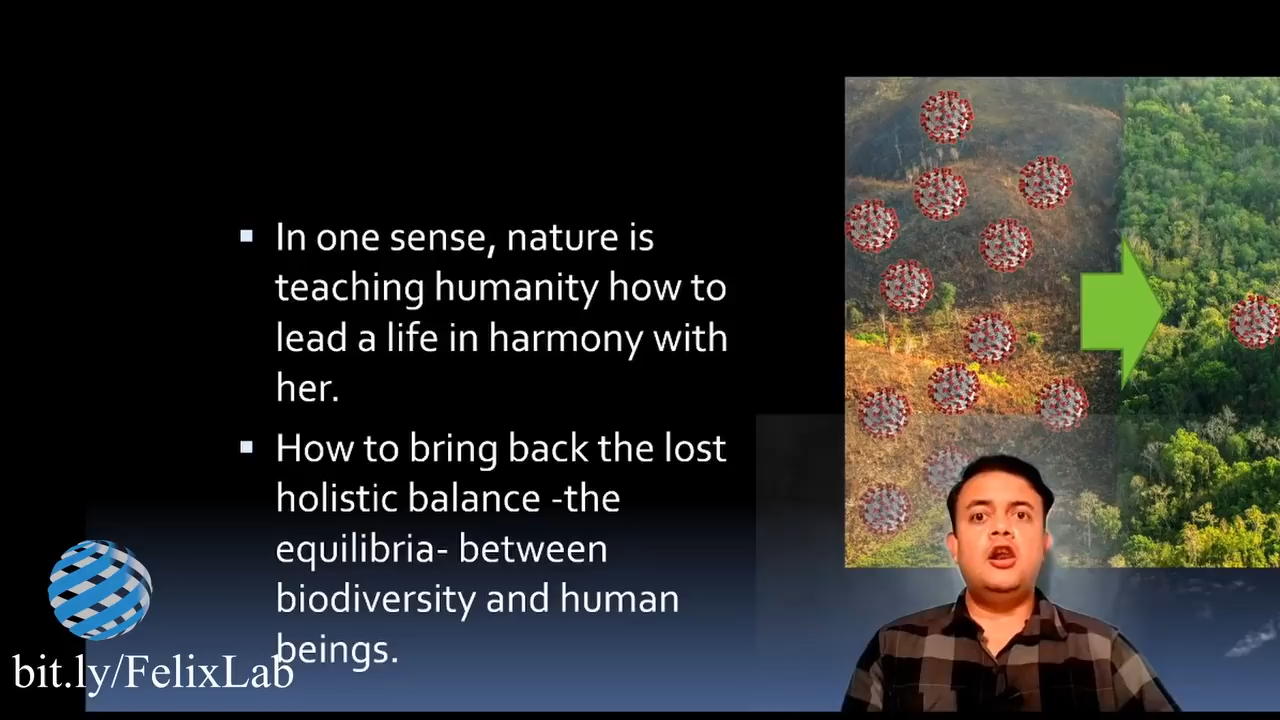 In one sense, nature is
teaching humanity how to
lead a life in harmony with
her.
How to bring back the lost
holistic balance -the
equilibria- between
biodiversity and human
beings.
bit.ly/FelixLab